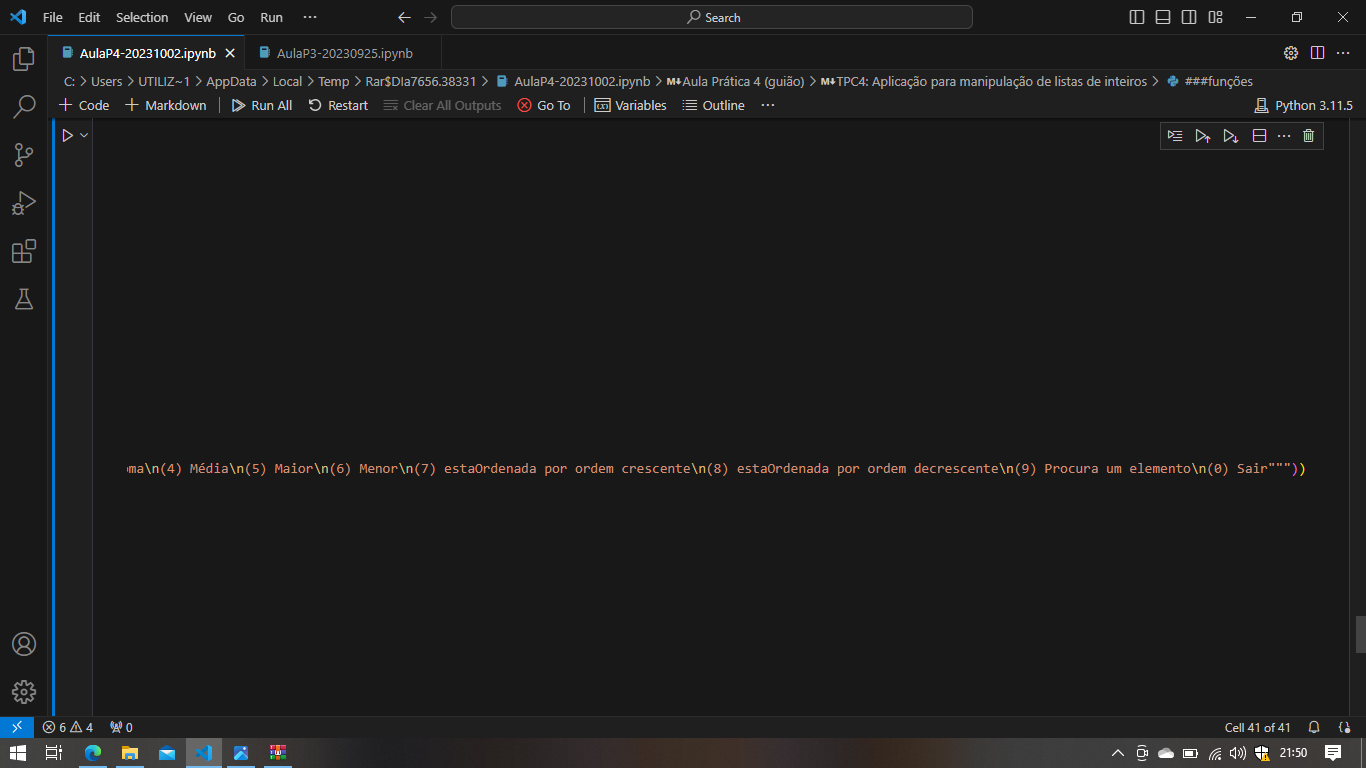 File Edit Selection View Go Run ··· Search
AulaP4-20231002.ipynb AulaP3-20230925.ipynb
C: > Users > UTILIZ~1 > AppData > Local > Temp > Rar$DIa7656.38331 > AulaP4-20231002.ipynb > M↓Aula Prática 4 (guião) > M↓TPC4: Aplicação para manipulação de listas de inteiros > ###funções
+ Code + Markdown Run All Restart Clear All Outputs Go To Variables Outline ··· Python 3.11.5
ma\n(4) Média\n(5) Maior\n(6) Menor\n(7) estaOrdenada por ordem crescente\n(8) estaOrdenada por ordem decrescente\n(9) Procura um elemento\n(0) Sair"""))
6 4 0 Cell 41 of 41
21:50